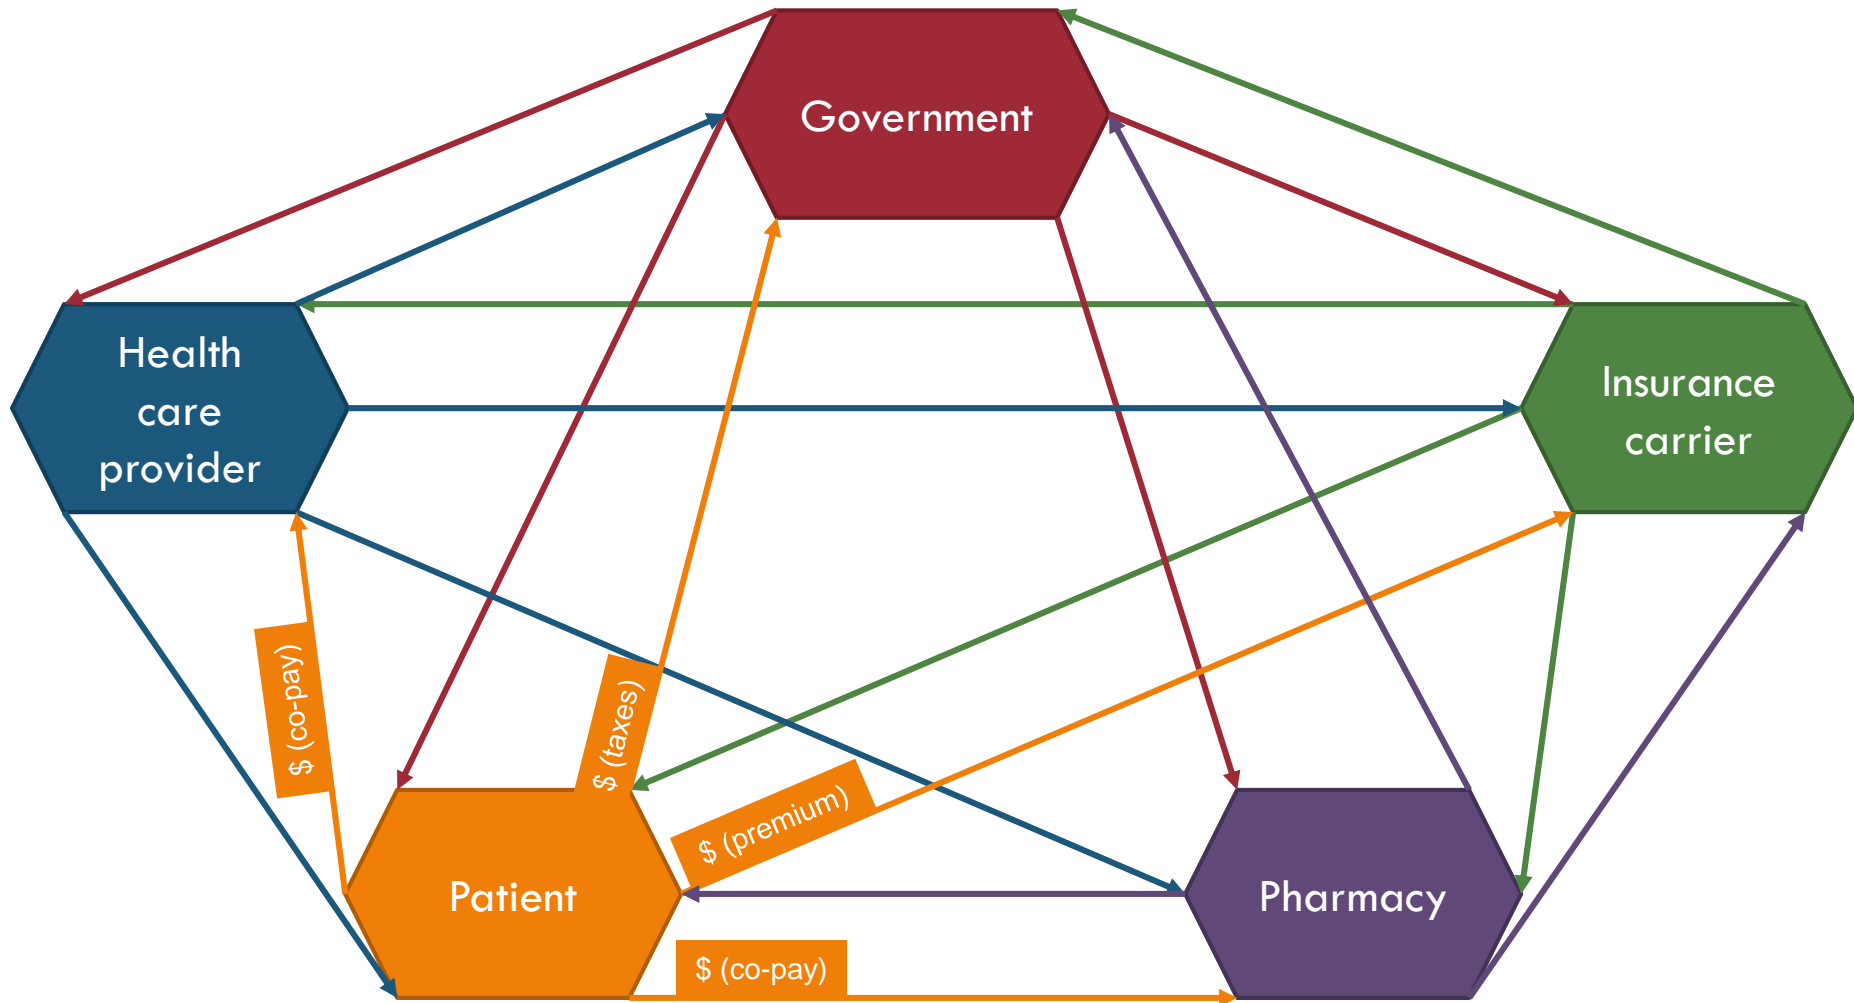 Government
Health
care
provider
Insurance
carrier
$ (co-pay)
$ (taxes)
$ (premium)
Patient
Pharmacy
$ (co-pay)